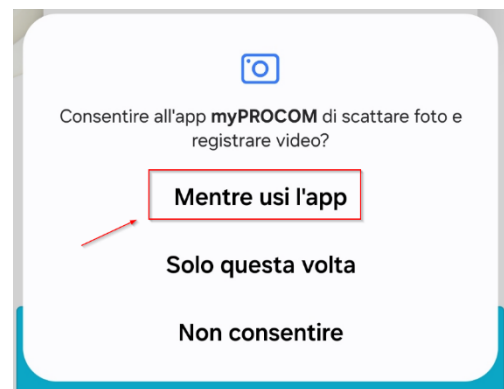 Consentire all'app myPROCOM di scattare foto e
registrare video?
Mentre usi l'app
Solo questa volta
Non consentire